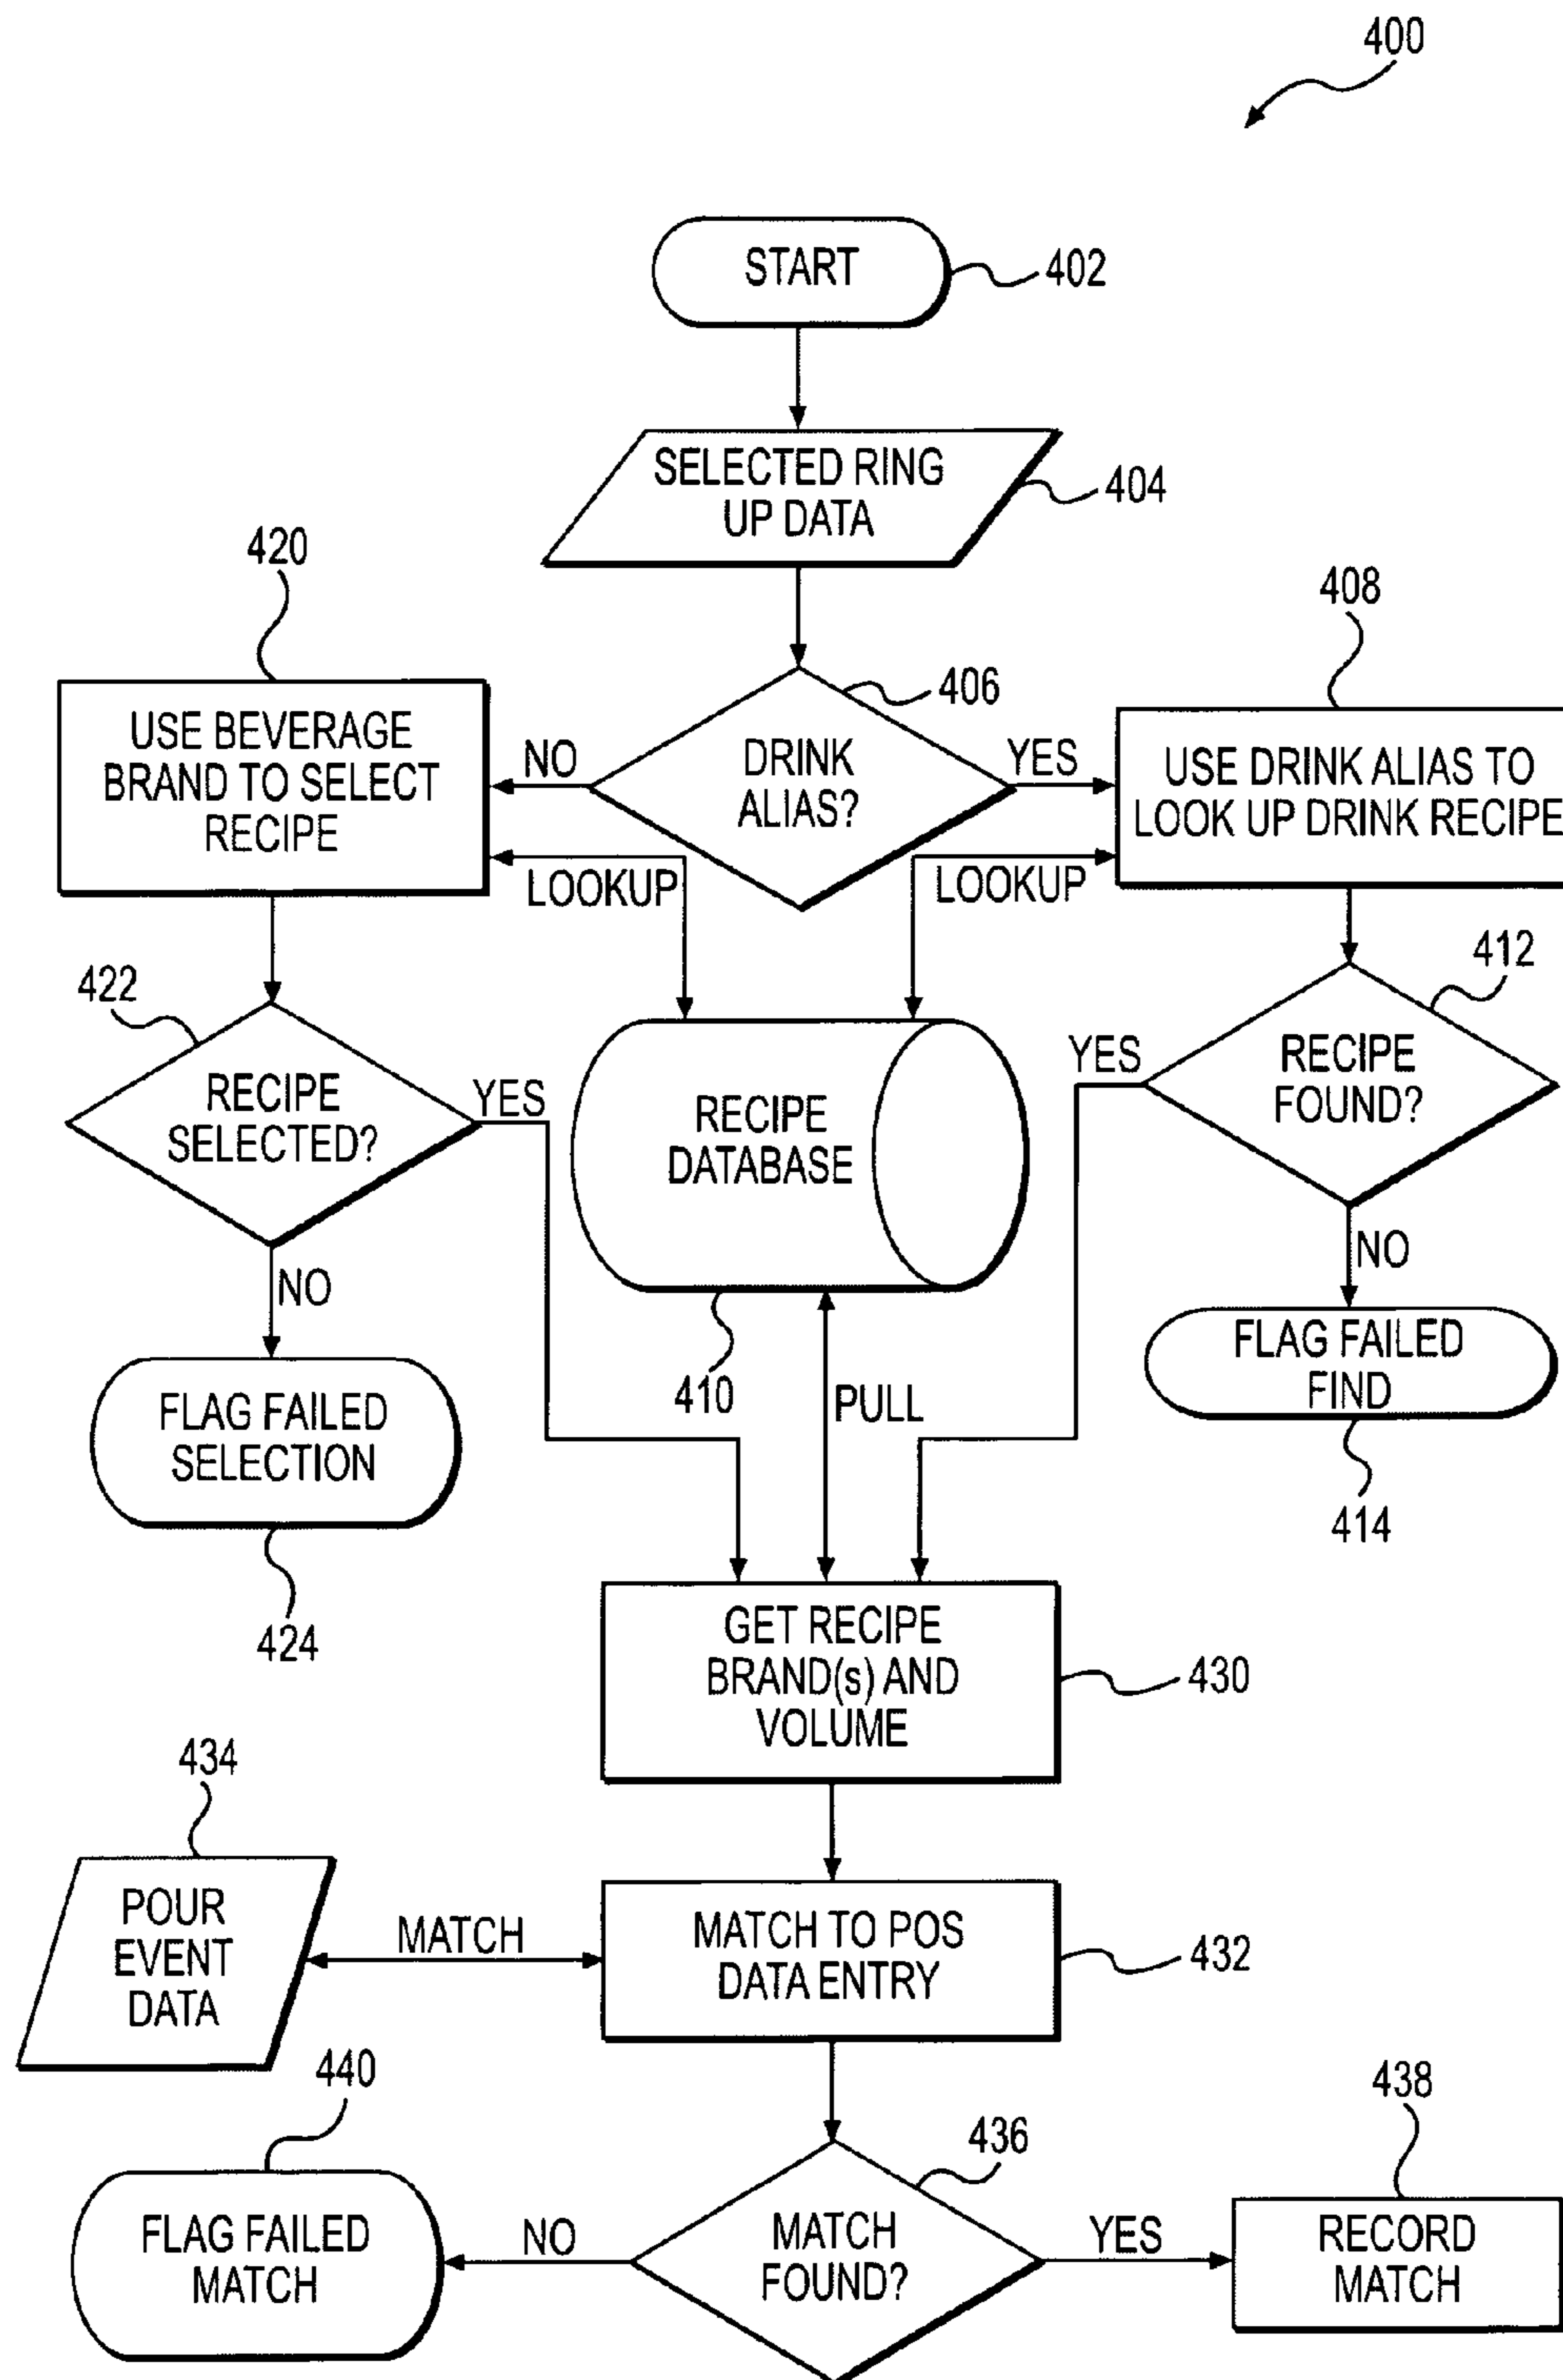 400
START
402
SELECTED RING
UP DATA
404
420
408
USE BEVERAGE
BRAND TO SELECT
RECIPE
NO
DRINK
ALIAS?
406
YES
USE DRINK ALIAS TO
LOOK UP DRINK RECIPE
LOOKUP
LOOKUP
422
412
RECIPE
SELECTED?
YES
RECIPE
DATABASE
YES
RECIPE
FOUND?
NO
NO
FLAG FAILED
SELECTION
410
PULL
FLAG FAILED
FIND
424
414
GET RECIPE
BRAND(s) AND
VOLUME
430
434
POUR
EVENT
DATA
MATCH
MATCH TO POS
DATA ENTRY
432
440
436
438
FLAG FAILED
MATCH
NO
MATCH
FOUND?
YES
RECORD
MATCH